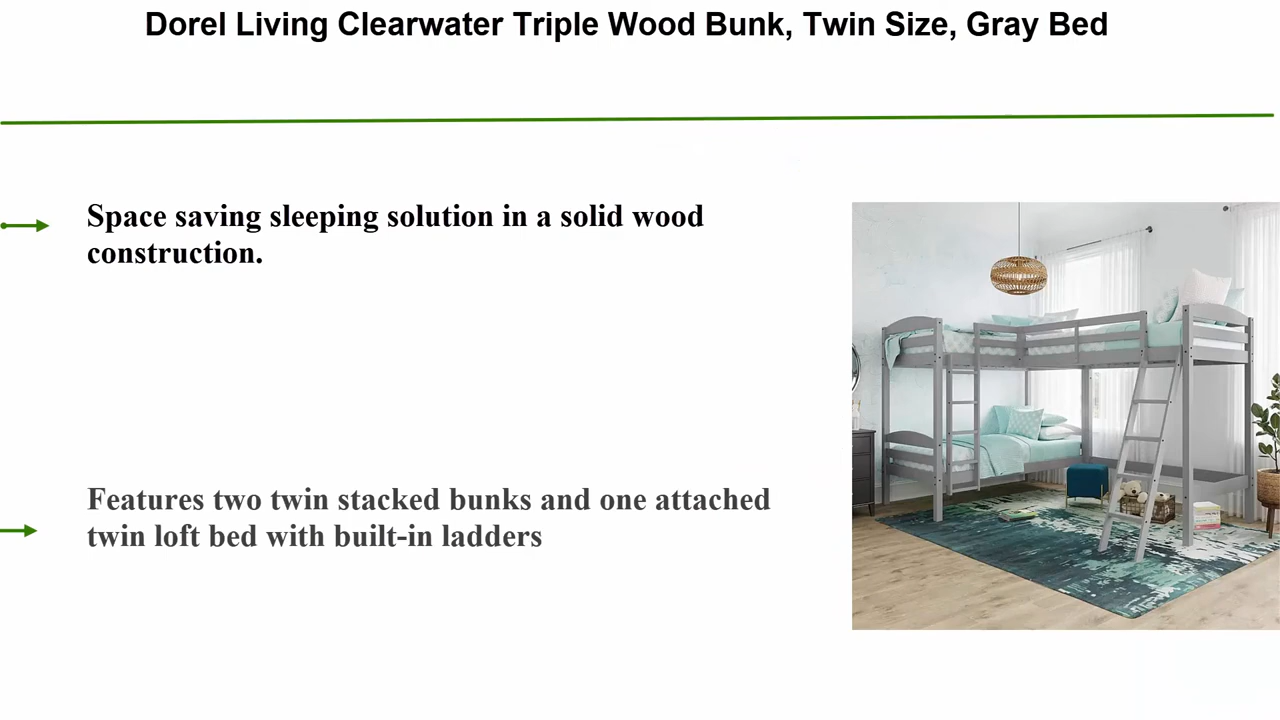 Dorel Living Clearwater Triple Wood Bunk, Twin Size, Gray Bed
Space saving sleeping solution in a solid wood
construction.
Features two twin stacked bunks and one attached
twin loft bed with built-in ladders